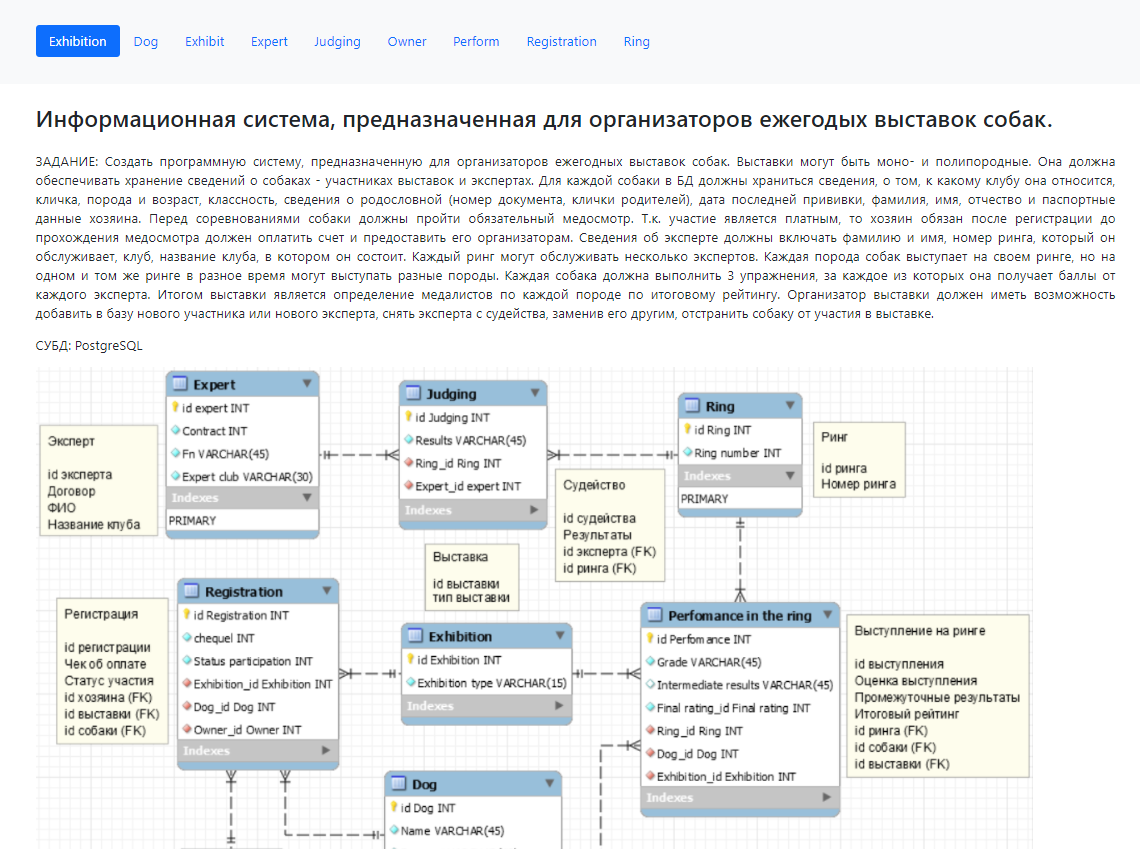 Exhibition Dog Exhibit Expert Judging Owner Perform Registration Ring
Информационная система, предназначенная для организаторов ежегодых выставок собак.
ЗАДАНИЕ: Создать программную систему, предназначенную для организаторов ежегодных выставок собак. Выставки могут быть моно- и полипородные. Она должна
обеспечивать хранение сведений о собаках - участниках выставок и экспертах. Для каждой собаки в БД должны храниться сведения, о том, к какому клубу она относится,
кличка, порода и возраст, классность, сведения о родословной (номер документа, клички родителей), дата последней прививки, фамилия, имя, отчество и паспортные
данные хозяина. Перед соревнованиями собаки должны пройти обязательный медосмотр. Т.к. участие является платным, то хозяин обязан после регистрации до
прохождения медосмотра должен оплатить счет и предоставить его организаторам. Сведения об эксперте должны включать фамилию и имя, номер ринга, который он
обслуживает, клуб, название клуба, в котором он состоит. Каждый ринг могут обслуживать несколько экспертов. Каждая порода собак выступает на своем ринге, но на
одном и том же ринге в разное время могут выступать разные породы. Каждая собака должна выполнить 3 упражнения, за каждое из которых она получает баллы от
каждого эксперта. Итогом выставки является определение медалистов по каждой породе по итоговому рейтингу. Организатор выставки должен иметь возможность
добавить в базу нового участника или нового эксперта, снять эксперта с судейства, заменив его другим, отстранить собаку от участия в выставке.
СУБД: PostgreSQL
Эксперт
id эксперта
Договор
ФИО
Название клуба
Expert
id expert INT
Contract INT
Fn VARCHAR(45)
Expert club VARCHAR(30)
Indexes
PRIMARY
Judging
id Judging INT
Results VARCHAR(45)
Ring_id Ring INT
Expert_id expert INT
Indexes
Судейство
id судейства
Результаты
id эксперта (FK)
id ринга (FK)
Ring
id Ring INT
Ring number INT
Indexes
PRIMARY
Ринг
id ринга
Номер ринга
Выставка
id выставки
тип выставки
Регистрация
id регистрации
Чек об оплате
Статус участия
id хозяина (FK)
id выставки (FK)
id собаки (FK)
Registration
id Registration INT
chequel INT
Status participation INT
Exhibition_id Exhibition INT
Dog_id Dog INT
Owner_id Owner INT
Indexes
Exhibition
id Exhibition INT
Exhibition type VARCHAR(15)
Indexes
Perfomance in the ring
id Perfomance INT
Grade VARCHAR(45)
Intermediate results VARCHAR(45)
Final rating_id Final rating INT
Ring_id Ring INT
Dog_id Dog INT
Exhibition_id Exhibition INT
Indexes
Выступление на ринге
id выступления
Оценка выступления
Промежуточные результаты
Итоговый рейтинг
id ринга (FK)
id собаки (FK)
id выставки (FK)
Dog
id Dog INT
Name VARCHAR(45)